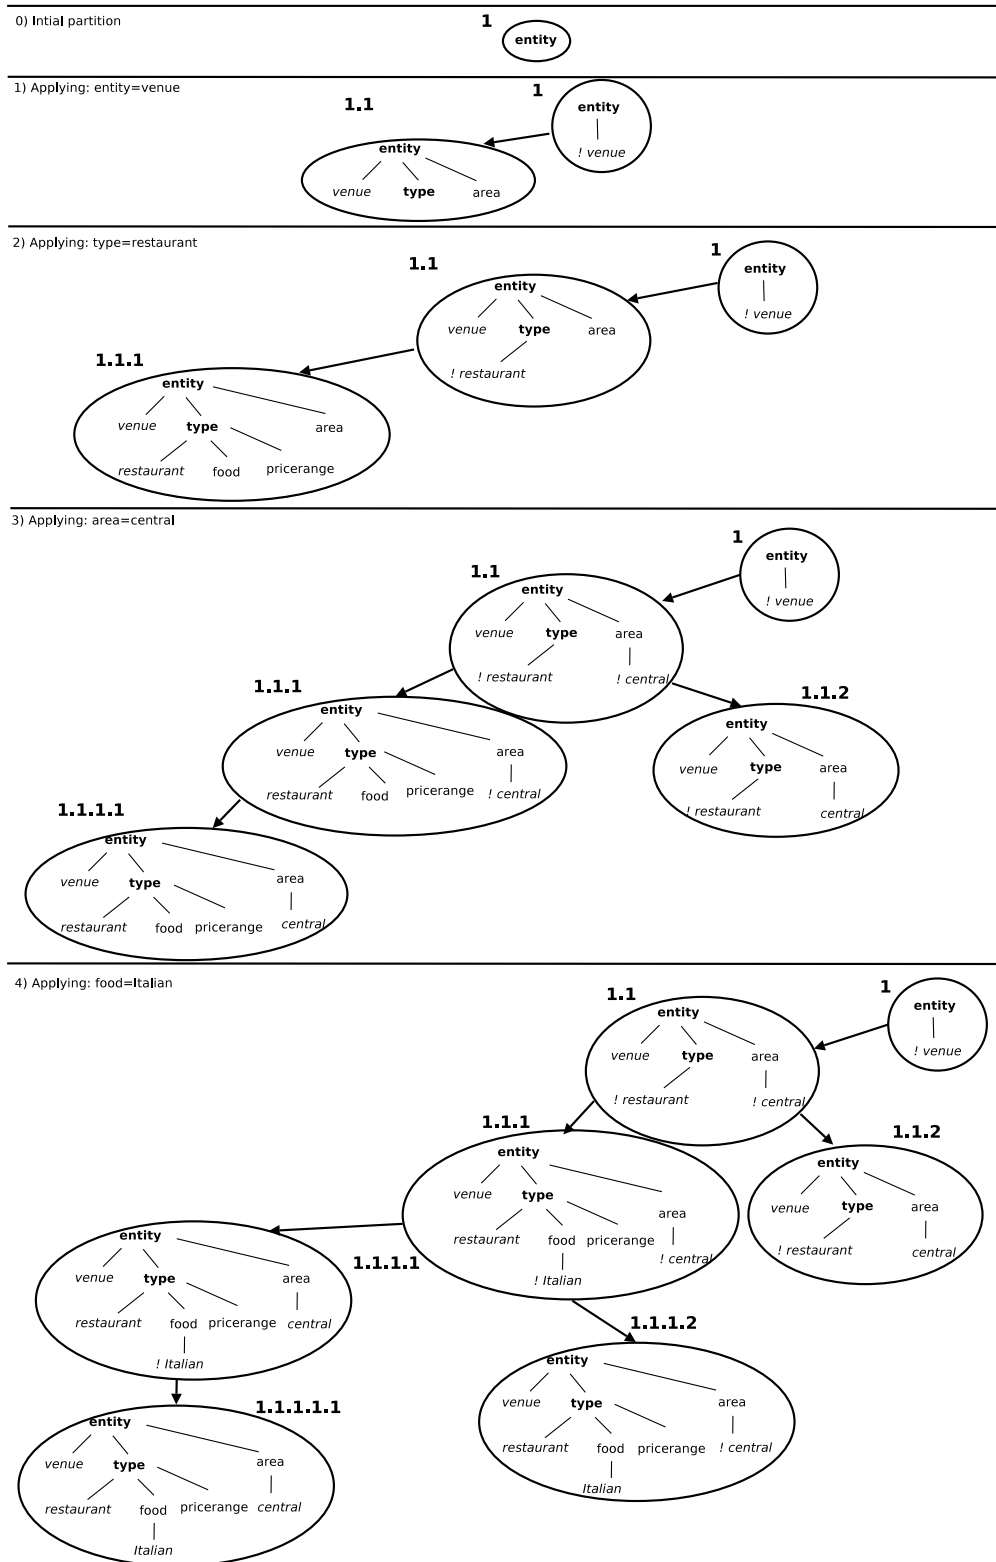 0) Intial partition
1
entity
1) Applying: entity=venue
1
entity
! venue
1.1
entity
venue type area
2) Applying: type=restaurant
1
entity
! venue
1.1
entity
venue type area
! restaurant
1.1.1
entity
venue type area
restaurant food pricerange
3) Applying: area=central
1
entity
! venue
1.1
entity
venue type area
! restaurant ! central
1.1.1
entity
venue type area
restaurant food pricerange ! central
1.1.2
entity
venue type area
! restaurant central
1.1.1.1
entity
venue type area
restaurant food pricerange central
4) Applying: food=Italian
1
entity
! venue
1.1
entity
venue type area
! restaurant ! central
1.1.1
entity
venue type area
restaurant food pricerange ! central
! Italian
1.1.2
entity
venue type area
! restaurant central
1.1.1.1
entity
venue type area
restaurant food pricerange central
! Italian
1.1.1.2
entity
venue type area
restaurant food pricerange ! central
Italian
1.1.1.1.1
entity
venue type area
restaurant food pricerange central
Italian